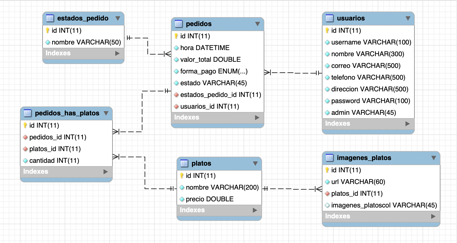 estados_pedido
id INT(11)
nombre VARCHAR(50)
Indexes
pedidos
id INT(11)
hora DATETIME
valor_total DOUBLE
forma_pago ENUM(...)
estado VARCHAR(45)
estados_pedido_id INT(11)
usuarios_id INT(11)
Indexes
usuarios
id INT(11)
username VARCHAR(100)
nombre VARCHAR(300)
correo VARCHAR(500)
telefono VARCHAR(500)
direccion VARCHAR(500)
password VARCHAR(100)
admin VARCHAR(45)
Indexes
pedidos_has_platos
id INT(11)
pedidos_id INT(11)
platos_id INT(11)
cantidad INT(11)
Indexes
platos
id INT(11)
nombre VARCHAR(200)
precio DOUBLE
Indexes
imagenes_platos
id INT(11)
url VARCHAR(60)
platos_id INT(11)
imagenes_platoscol VARCHAR(45)
Indexes